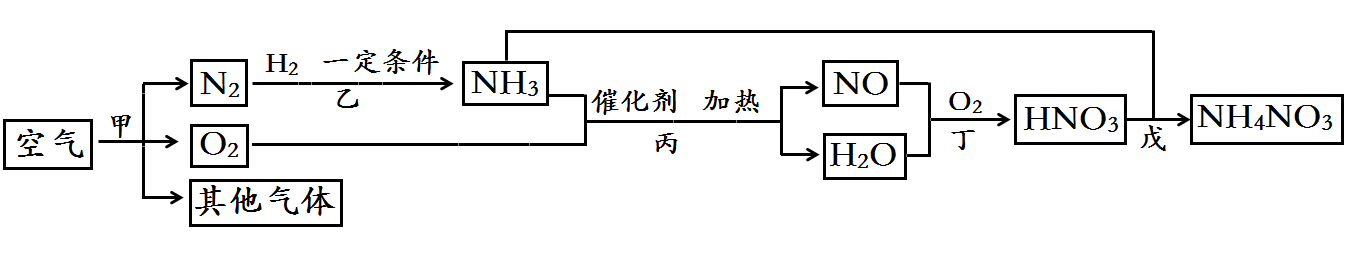 空气
甲
N2
O2
其他气体
H2 一定条件
乙
NH3
催化剂 加热
丙
NO
H2O
O2
丁
HNO3
戊
NH4NO3